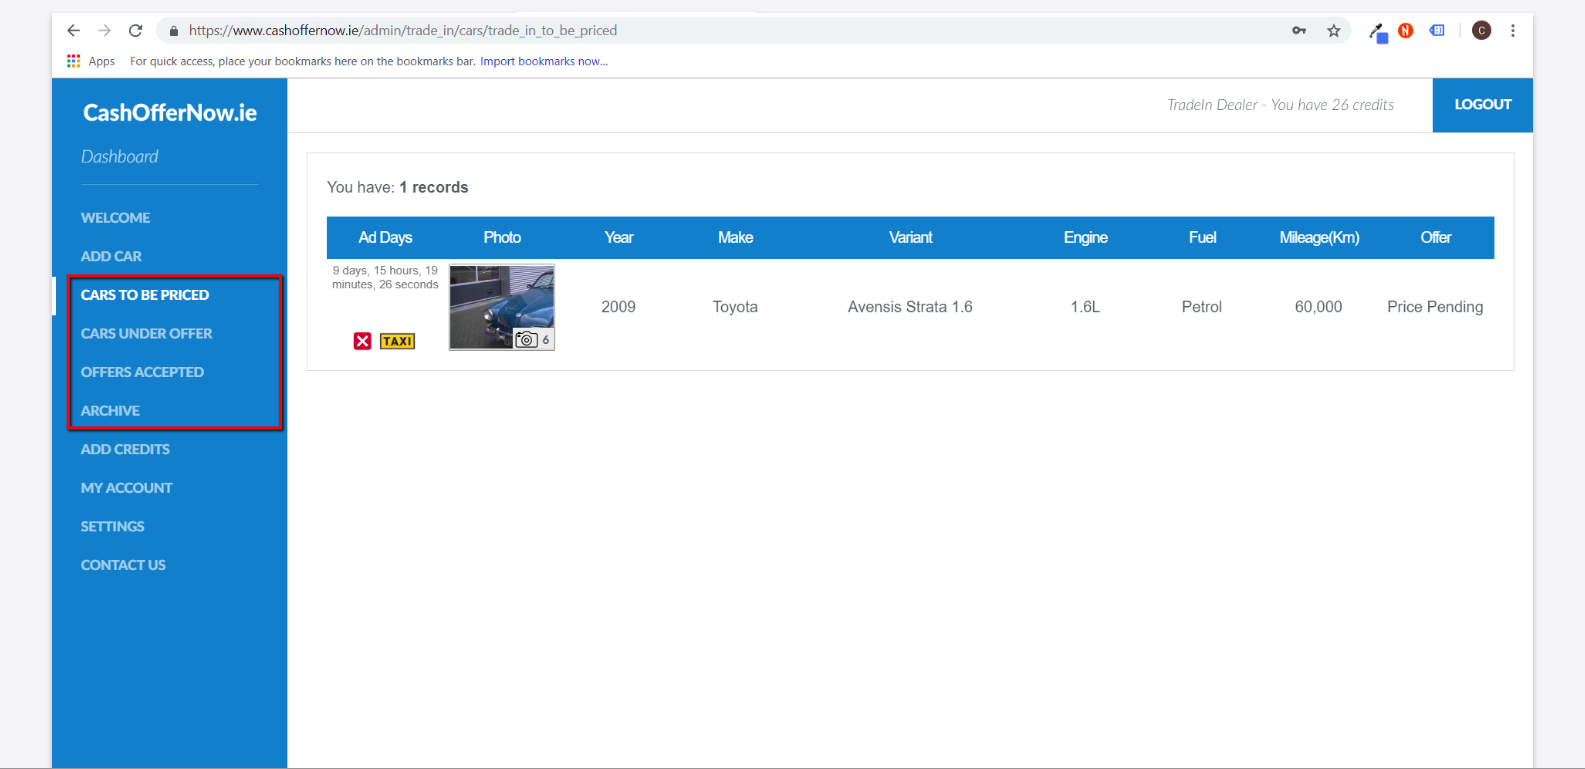 https://www.cashoffernow.ie/admin/trade_in/cars/trade_in_to_be_priced
N
C
Apps For quick access, place your bookmarks here on the bookmarks bar. Import bookmarks now...
CashOfferNow.ie
Dashboard
WELCOME
ADD CAR
CARS TO BE PRICED
CARS UNDER OFFER
OFFERS ACCEPTED
ARCHIVE
ADD CREDITS
MY ACCOUNT
SETTINGS
CONTACT US
TradeIn Dealer - You have 26 credits
LOGOUT
You have: 1 records
Ad Days Photo Year Make Variant Engine Fuel Mileage(Km) Offer
9 days, 15 hours, 19
minutes, 26 seconds
TAXI
6
2009 Toyota Avensis Strata 1.6 1.6L Petrol 60,000 Price Pending